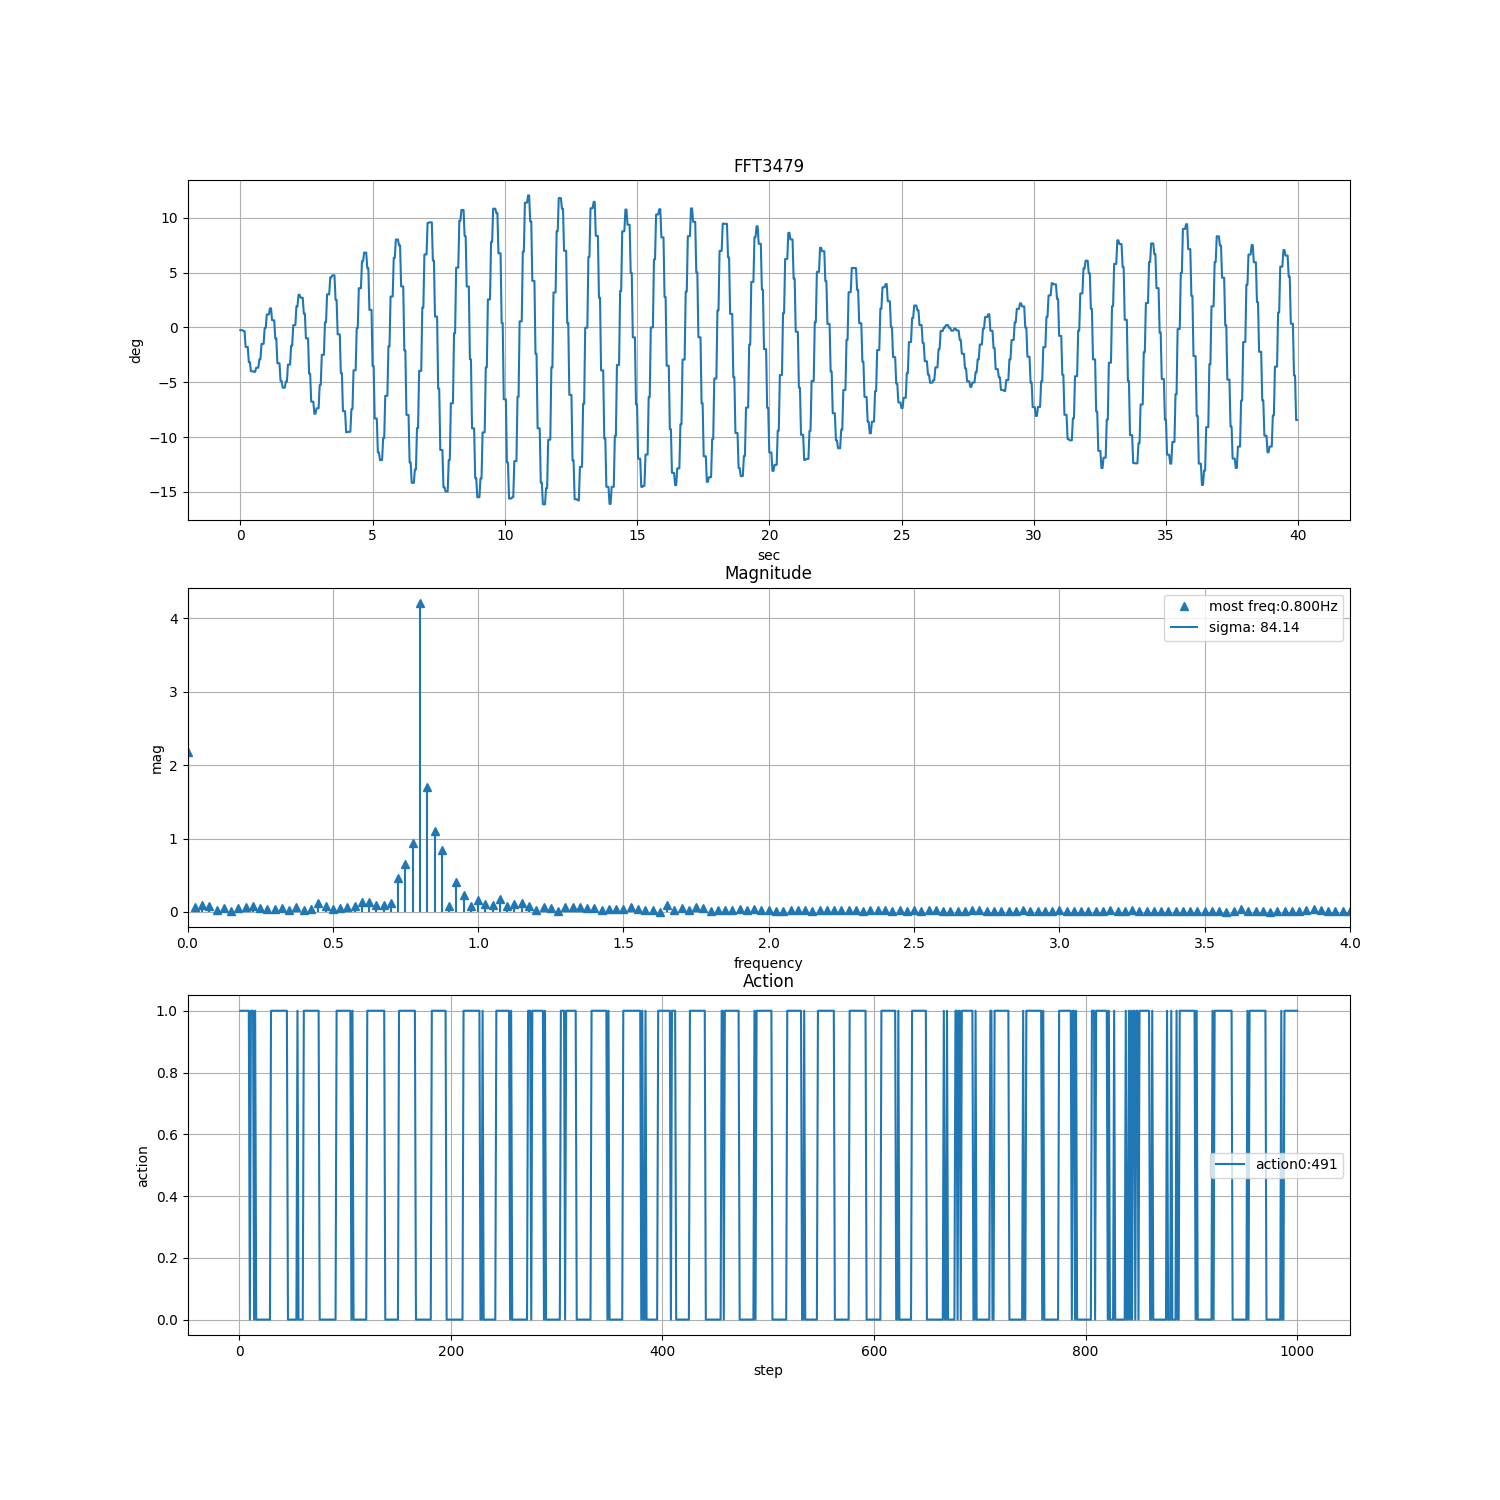 FFT3479
10
5
0
−5
−10
−15
deg
0 5 10 15 20 25 30 35 40
sec
Magnitude
most freq:0.800Hz
sigma: 84.14
4
3
2
1
0
mag
0.0 0.5 1.0 1.5 2.0 2.5 3.0 3.5 4.0
frequency
Action
1.0
0.8
0.6
0.4
0.2
0.0
action
action0:491
0 200 400 600 800 1000
step